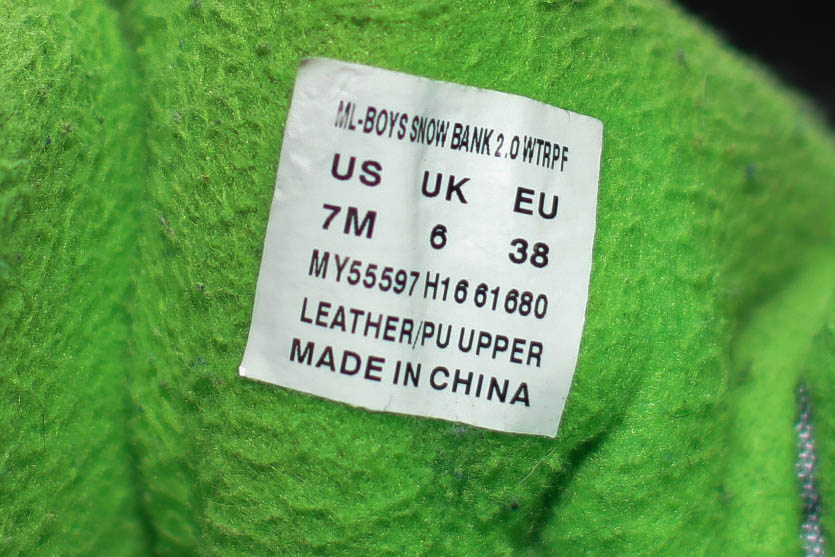 ML-BOYS SNOW BANK 2.0 WTRPF
US UK EU
7M 6 38
MY55597 H16 61680
LEATHER/PU UPPER
MADE IN CHINA